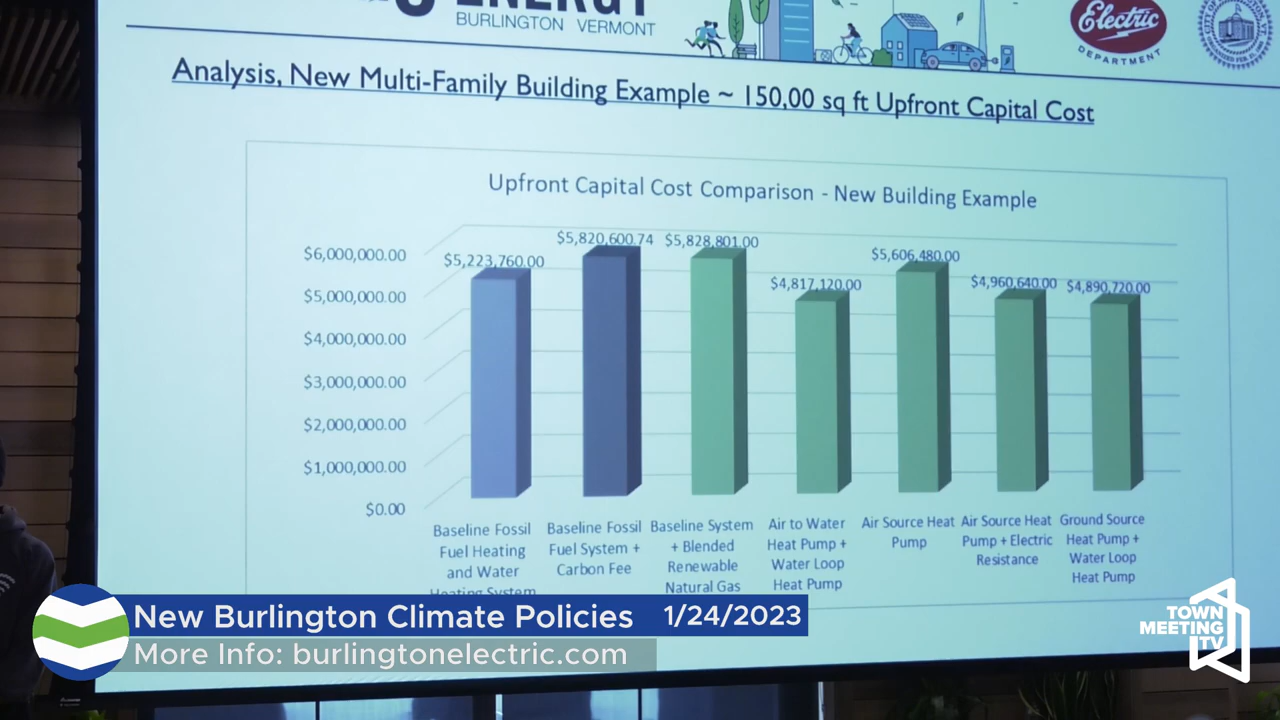 ENERGY
BURLINGTON VERMONT
Electric
DEPARTMENT
Analysis, New Multi-Family Building Example ~ 150,00 sq ft Upfront Capital Cost
Upfront Capital Cost Comparison - New Building Example
$6,000,000.00
$5,000,000.00
$4,000,000.00
$3,000,000.00
$2,000,000.00
$1,000,000.00
$0.00
$5,223,760.00
$5,820,600.74
$5,828,801.00
$4,817,120.00
$5,606,480.00
$4,960,640.00
$4,890,720.00
Baseline Fossil
Fuel Heating
and Water
Heating System
Baseline Fossil
Fuel System +
Carbon Fee
Baseline System
+ Blended
Renewable
Natural Gas
Air to Water
Heat Pump +
Water Loop
Heat Pump
Air Source Heat
Pump
Air Source Heat
Pump + Electric
Resistance
Ground Source
Heat Pump +
Water Loop
Heat Pump
New Burlington Climate Policies 1/24/2023
More Info: burlingtonelectric.com
TOWN
MEETING
TV